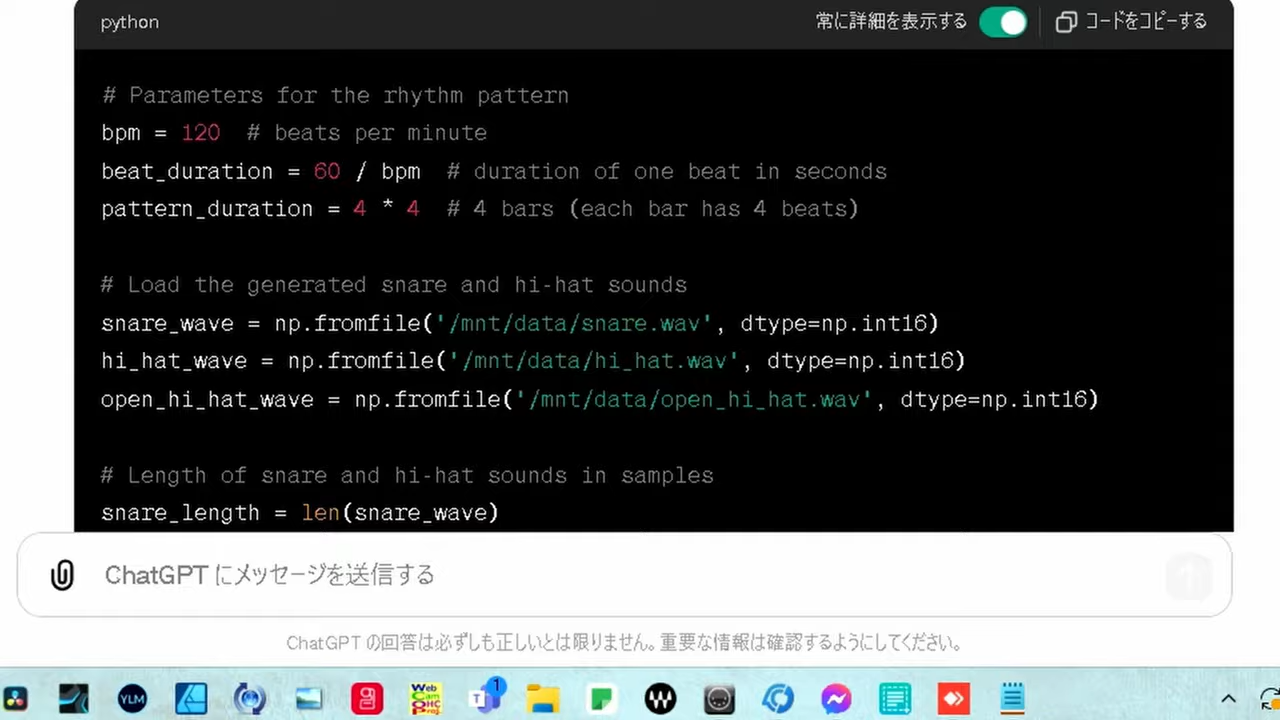 python
常に詳細を表示する
コードをコピーする
# Parameters for the rhythm pattern
bpm = 120  # beats per minute
beat_duration = 60 / bpm  # duration of one beat in seconds
pattern_duration = 4 * 4  # 4 bars (each bar has 4 beats)
# Load the generated snare and hi-hat sounds
snare_wave = np.fromfile('/mnt/data/snare.wav', dtype=np.int16)
hi_hat_wave = np.fromfile('/mnt/data/hi_hat.wav', dtype=np.int16)
open_hi_hat_wave = np.fromfile('/mnt/data/open_hi_hat.wav', dtype=np.int16)
# Length of snare and hi-hat sounds in samples
snare_length = len(snare_wave)
ChatGPT にメッセージを送信する
ChatGPT の回答は必ずしも正しいとは限りません。重要な情報は確認するようにしてください。
YLM
Web
Cam
1